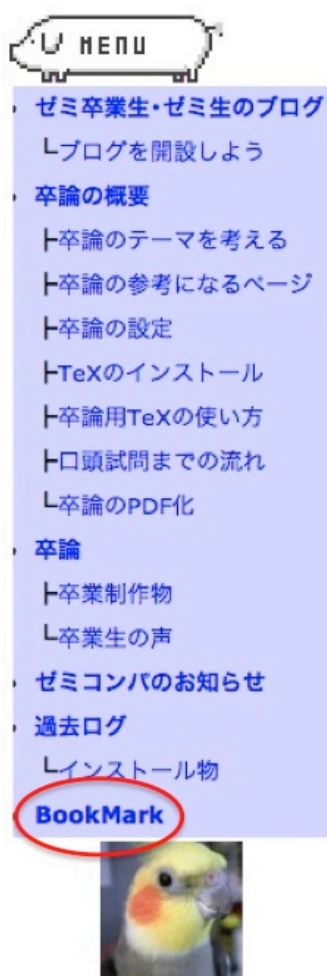 MENU
ゼミ卒業生・ゼミ生のブログ
┗ブログを開設しよう
卒論の概要
┣卒論のテーマを考える
┣卒論の参考になるページ
┣卒論の設定
┣TeXのインストール
┣卒論用TeXの使い方
┣口頭試問までの流れ
┗卒論のPDF化
卒論
┣卒業制作物
┗卒業生の声
ゼミコンパのお知らせ
過去ログ
┗インストール物
BookMark